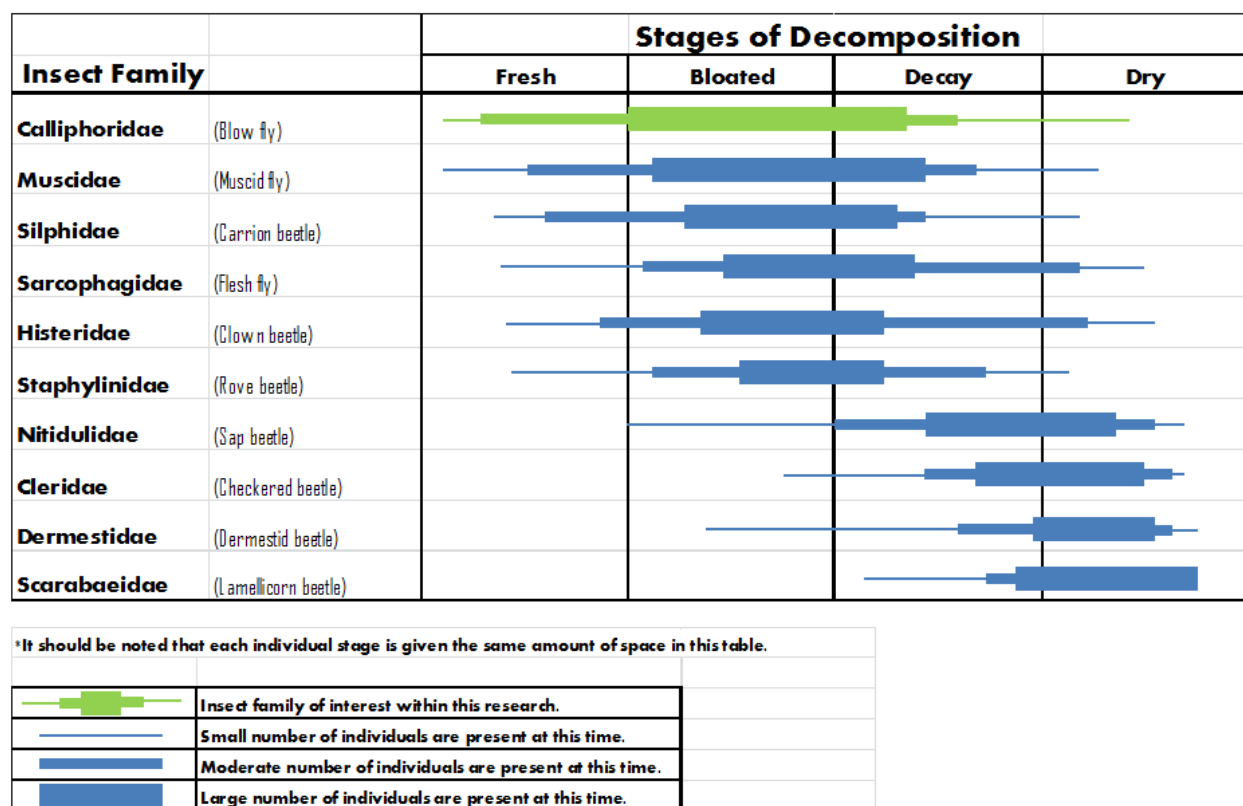 Stages of Decomposition
Insect Family Fresh Bloated Decay Dry
Calliphoridae (Blow fly)
Muscidae (Muscid fly)
Silphidae (Carrion beetle)
Sarcophagidae (Flesh fly)
Histeridae (Clown beetle)
Staphylinidae (Rove beetle)
Nitidulidae (Sap beetle)
Cleridae (Checkered beetle)
Dermestidae (Dermestid beetle)
Scarabaeidae (Lamellicorn beetle)
*It should be noted that each individual stage is given the same amount of space in this table.
Insect family of interest within this research.
Small number of individuals are present at this time.
Moderate number of individuals are present at this time.
Large number of individuals are present at this time.